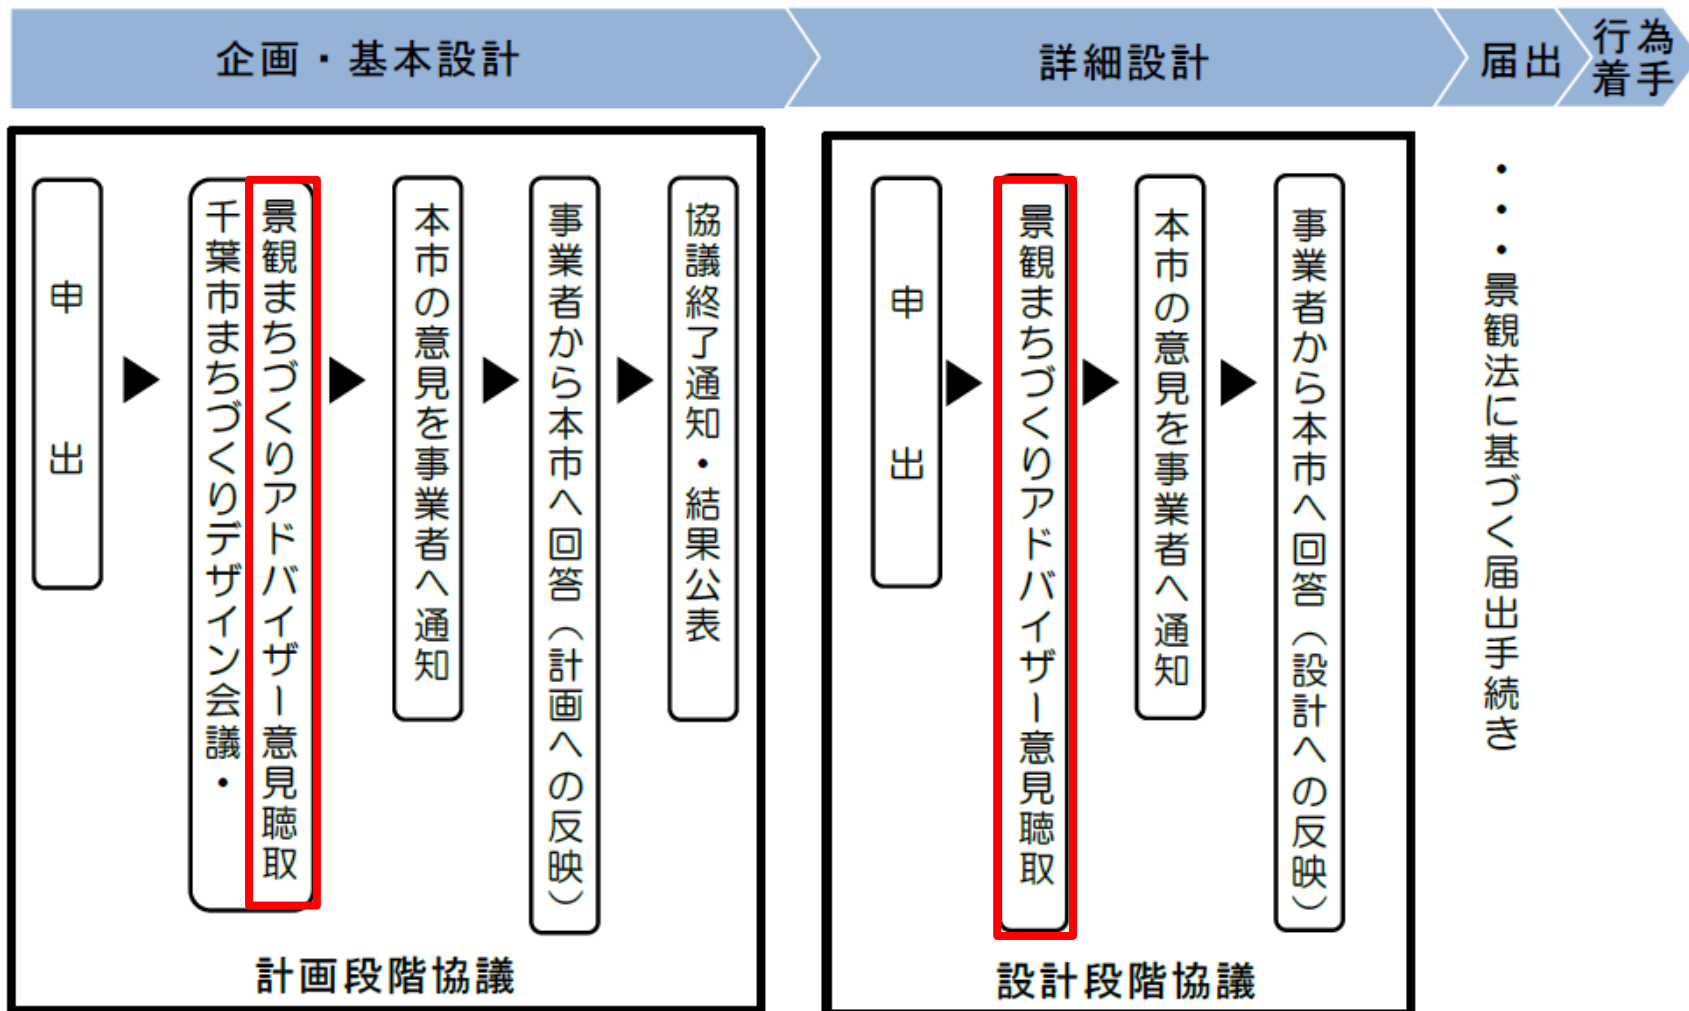 企画・基本設計
詳細設計
届出
行為
着手
申出
千葉市まちづくりデザイン会議・
景観まちづくりアドバイザー意見聴取
本市の意見を事業者へ通知
事業者から本市へ回答（計画への反映）
協議終了通知・結果公表
計画段階協議
申出
景観まちづくりアドバイザー意見聴取
本市の意見を事業者へ通知
事業者から本市へ回答（設計への反映）
設計段階協議
・・・景観法に基づく届出手続き